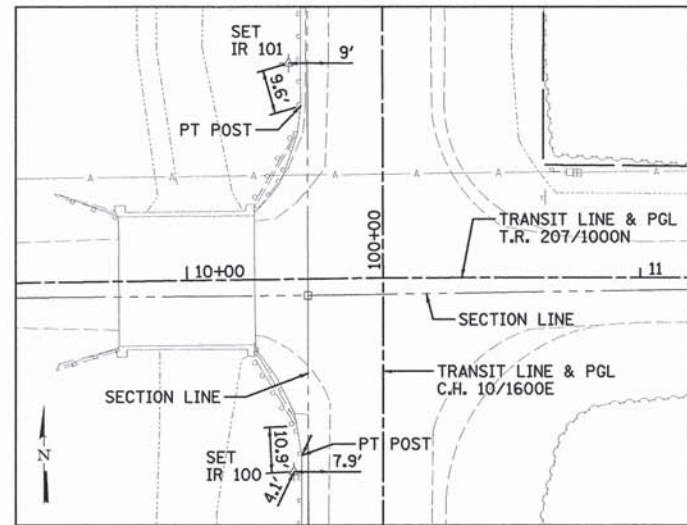 SET
IR 101
9'
9.6'
PT POST
A A A A A A
100+00
TRANSIT LINE & PGL
T.R. 207/1000N
10+00
11
SECTION LINE
SECTION LINE
TRANSIT LINE & PGL
C.H. 10/1600E
PT POST
10.9'
SET
IR 100
7.9'
4.1'
N